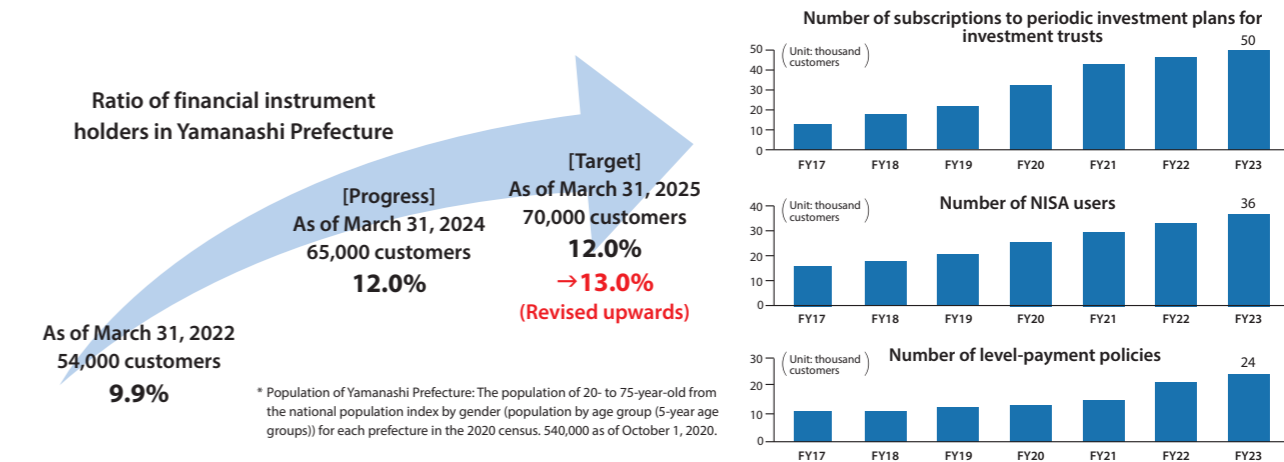 Ratio of financial instrument
holders in Yamanashi Prefecture
As of March 31, 2022
54,000 customers
9.9%
[Progress]
As of March 31, 2024
65,000 customers
12.0%
[Target]
As of March 31, 2025
70,000 customers
12.0%
→13.0%
(Revised upwards)
* Population of Yamanashi Prefecture: The population of 20- to 75-year-old from
the national population index by gender (population by age group (5-year age
groups)) for each prefecture in the 2020 census. 540,000 as of October 1, 2020.
Number of subscriptions to periodic investment plans for
investment trusts
(Unit: thousand
customers)
50
50
40
30
20
10
0
FY17 FY18 FY19 FY20 FY21 FY22 FY23
Number of NISA users
(Unit: thousand
customers)
36
40
30
20
10
0
FY17 FY18 FY19 FY20 FY21 FY22 FY23
Number of level-payment policies
(Unit: thousand
customers)
24
30
20
10
0
FY17 FY18 FY19 FY20 FY21 FY22 FY23